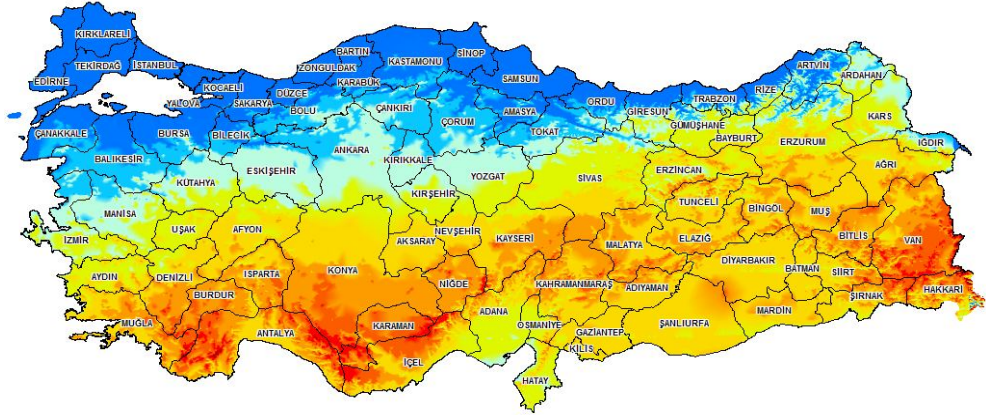 KIRKLARELİ
TEKİRDAĞ
İSTANBUL
EDİRNE
KOCAELİ
YALOVA
SAKARYA
DÜZCE
ZONGULDAK
BARTIN
KARABÜK
KASTAMONU
SİNOP
SAMSUN
BOLU
ÇANKIRI
ÇORUM
AMASYA
TOKAT
ORDU
GİRESUN
TRABZON
RİZE
ARTVİN
ARDAHAN
KARS
GÜMÜŞHANE
BAYBURT
ERZURUM
IĞDIR
AĞRI
ÇANAKKALE
BURSA
BİLECİK
BALIKESİR
KÜTAHYA
ESKİŞEHİR
ANKARA
KIRIKKALE
YOZGAT
KIRŞEHİR
SİVAS
ERZİNCAN
TUNCELİ
BİNGÖL
MUŞ
MANİSA
İZMİR
UŞAK
AFYON
AKSARAY
NEVŞEHİR
KAYSERİ
MALATYA
ELAZIĞ
BİTLİS
VAN
AYDIN
DENİZLİ
ISPARTA
BURDUR
KONYA
NİĞDE
KAHRAMANMARAŞ
ADIYAMAN
DİYARBAKIR
BATMAN
SİİRT
ŞIRNAK
HAKKARİ
MUĞLA
ANTALYA
KARAMAN
İÇEL
ADANA
OSMANİYE
GAZİANTEP
KİLİS
ŞANLIURFA
MARDİN
HATAY